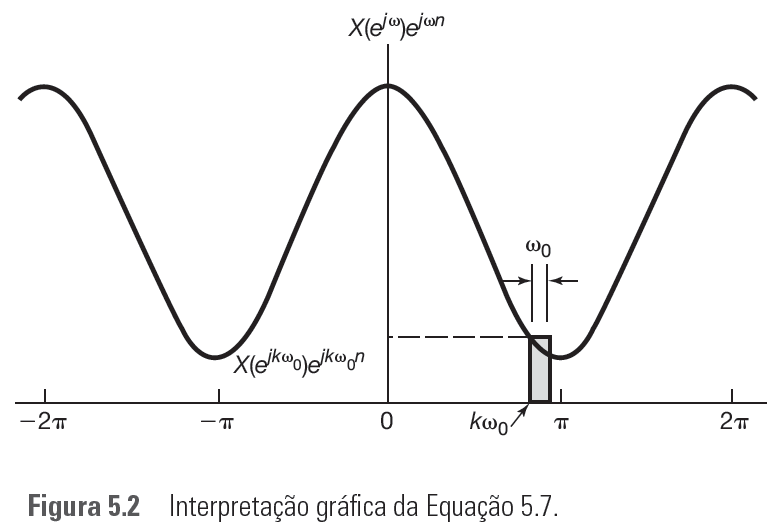 X(e^{jω})e^{jωn}
ω₀
X(e^{jkω₀})e^{jkω₀n}
−2π −π 0 kω₀ π 2π
Figura 5.2 Interpretação gráfica da Equação 5.7.